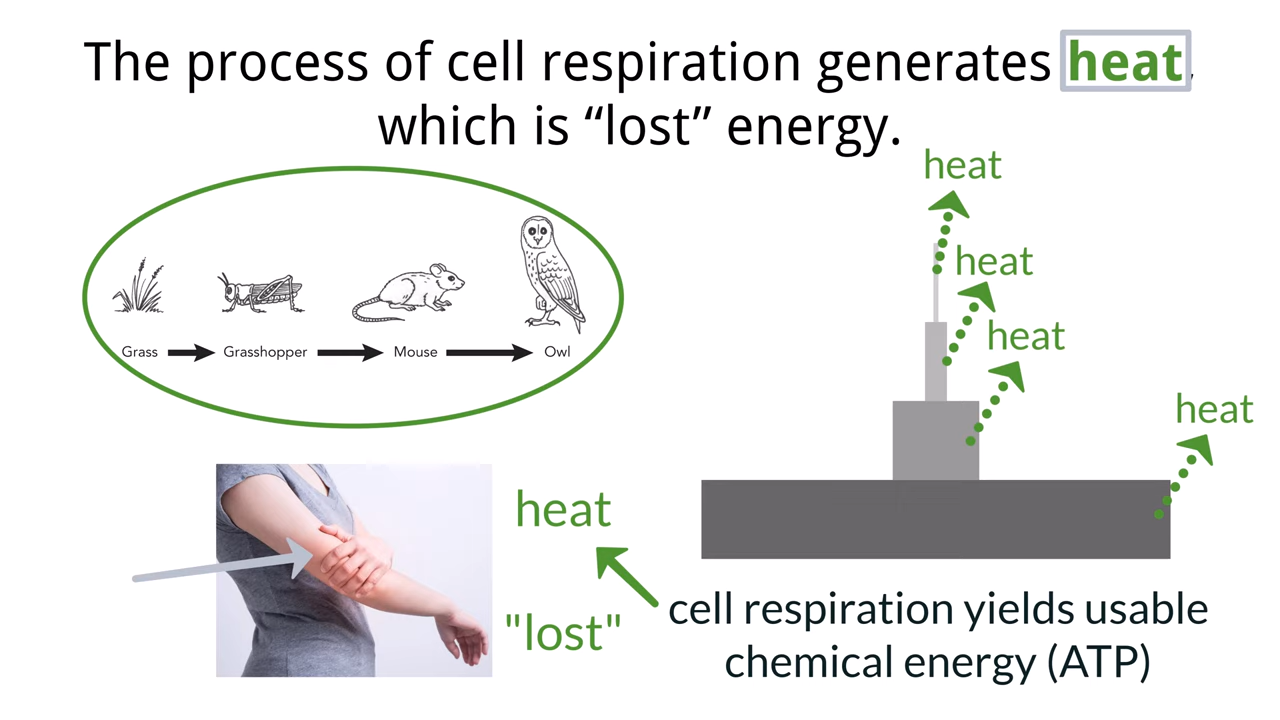 The process of cell respiration generates heat,
which is “lost” energy.
heat
heat
heat
heat
Grass Grasshopper Mouse Owl
heat
"lost"
cell respiration yields usable
chemical energy (ATP)